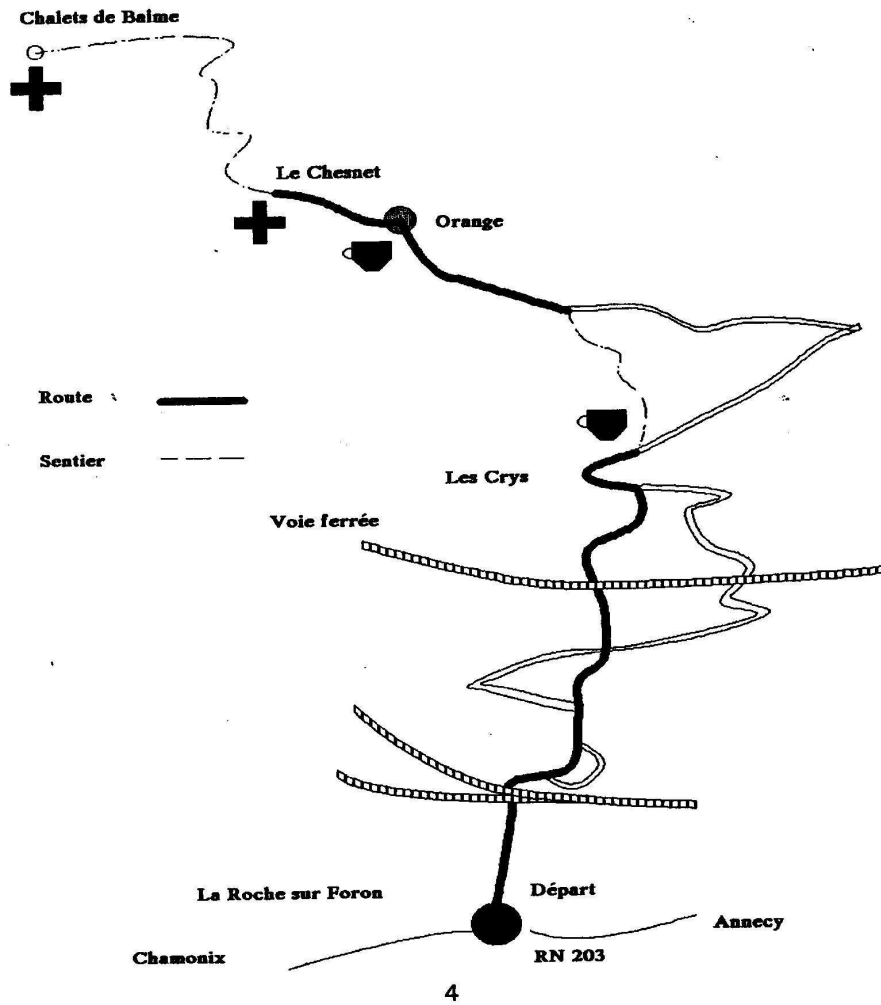 Chalets de Balme
Le Chesnet
Orange
Route
Sentier
Les Crys
Voie ferrée
La Roche sur Foron
Départ
Annecy
Chamonix
RN 203
4